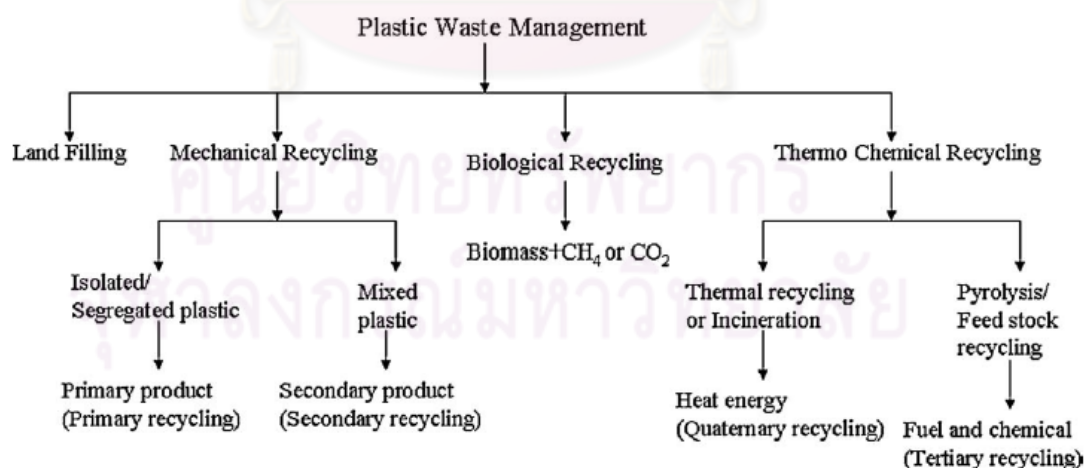 Plastic Waste Management
Land Filling
Mechanical Recycling
Biological Recycling
Thermo Chemical Recycling
Biomass+CH₄ or CO₂
Isolated/
Segregated plastic
Mixed
plastic
Thermal recycling
or Incineration
Pyrolysis/
Feed stock
recycling
Primary product
(Primary recycling)
Secondary product
(Secondary recycling)
Heat energy
(Quaternary recycling)
Fuel and chemical
(Tertiary recycling)
ศูนย์วิทยทรัพยากร
จุฬาลงกรณ์มหาวิทยาลัย